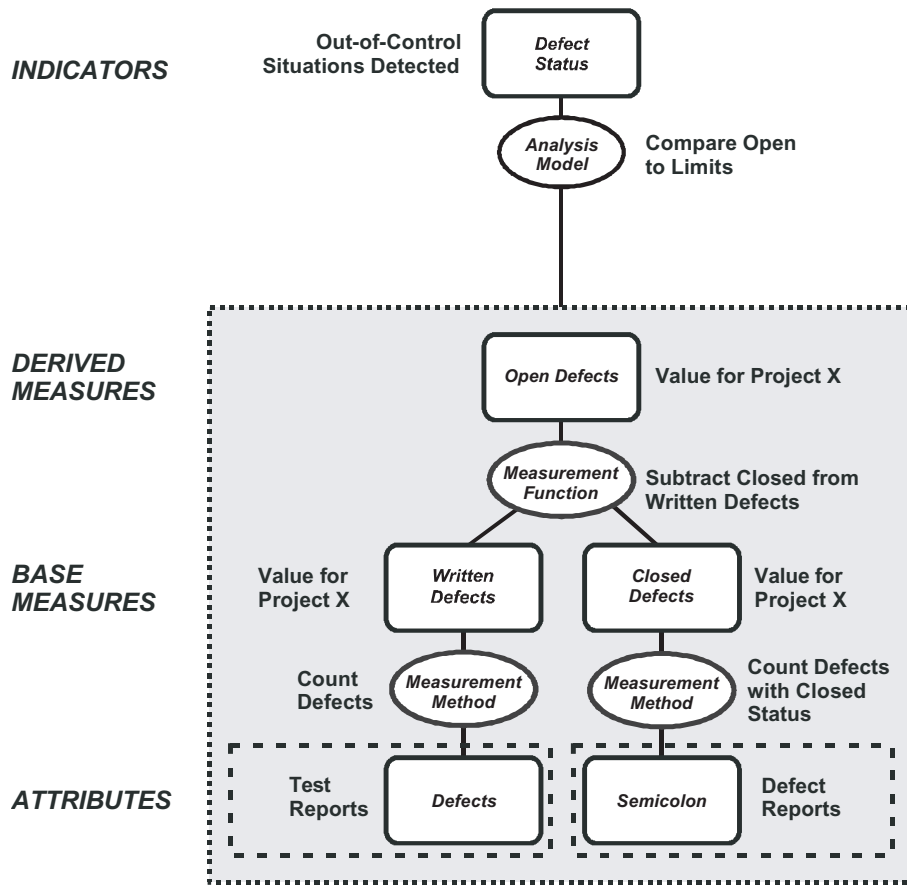 INDICATORS
Out-of-Control
Situations Detected
Defect
Status
Analysis
Model
Compare Open
to Limits
DERIVED
MEASURES
Open Defects
Value for Project X
Measurement
Function
Subtract Closed from
Written Defects
BASE
MEASURES
Value for
Project X
Written
Defects
Closed
Defects
Value for
Project X
Count
Defects
Measurement
Method
Measurement
Method
Count Defects
with Closed
Status
ATTRIBUTES
Test
Reports
Defects
Semicolon
Defect
Reports